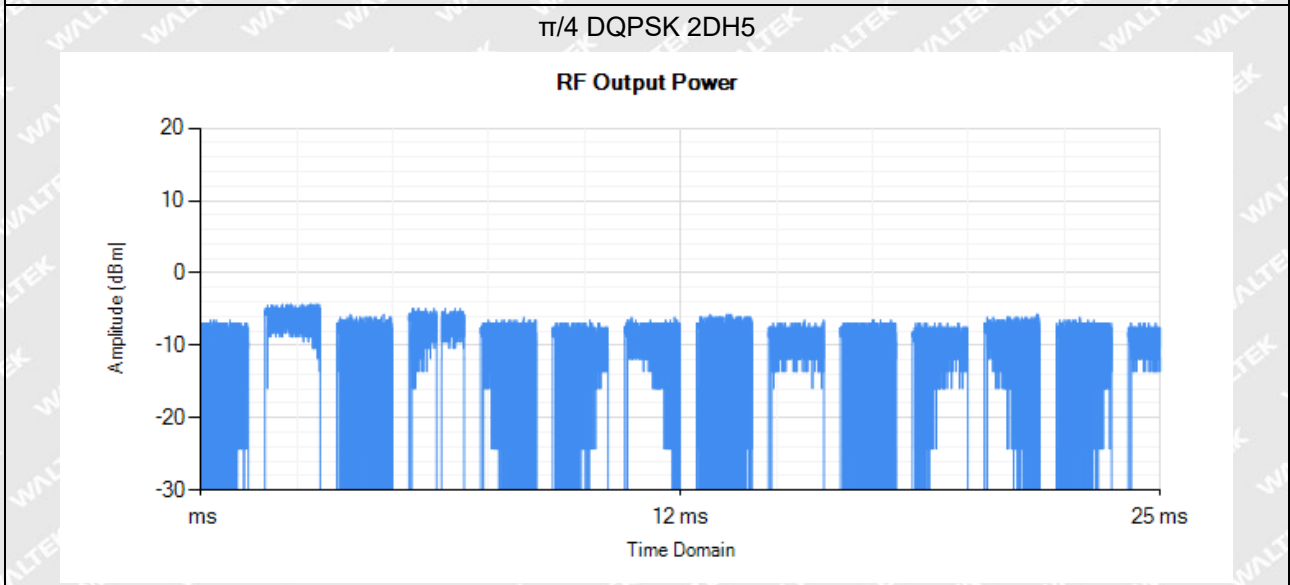 π/4 DQPSK 2DH5
RF Output Power
20
10
0
-10
-20
-30
Amplitude [dBm]
ms
12 ms
25 ms
Time Domain
WALTEK